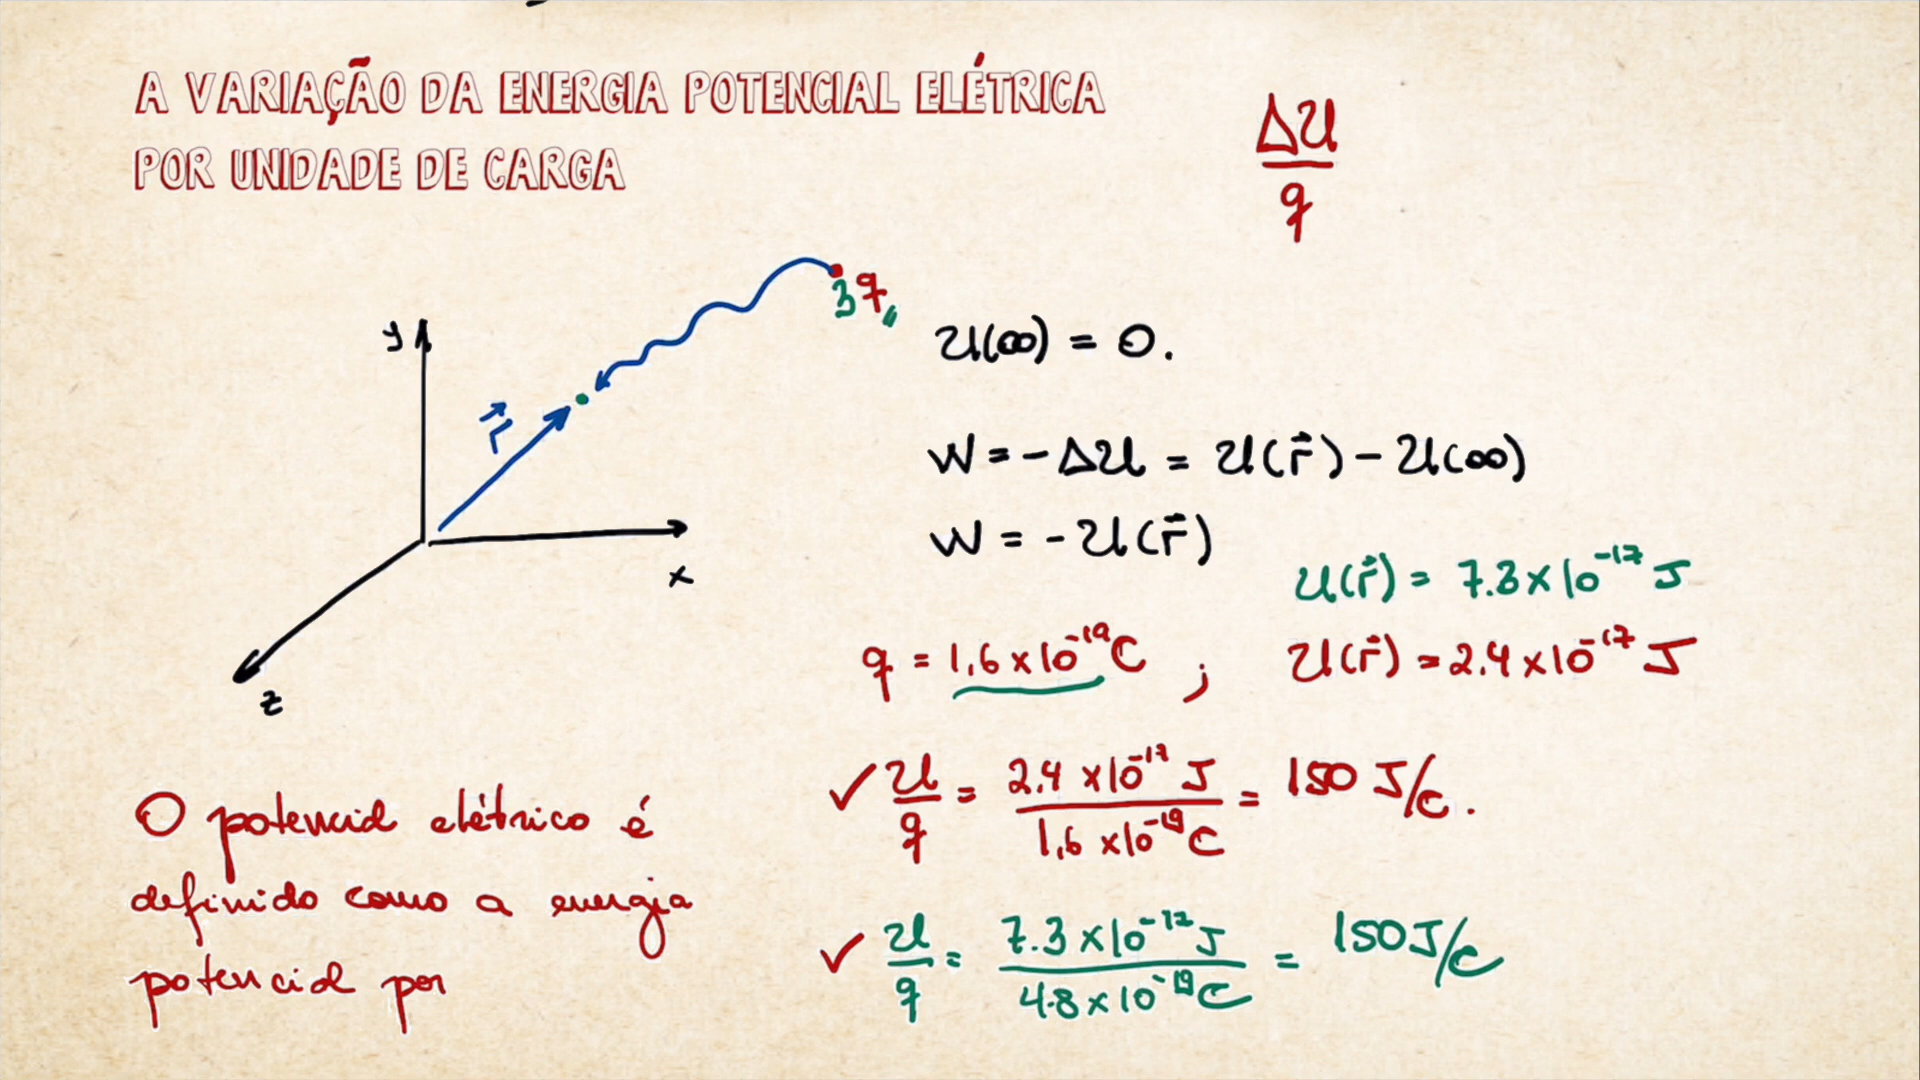 A VARIAÇÃO DA ENERGIA POTENCIAL ELÉTRICA
POR UNIDADE DE CARGA
ΔU/q
3q
y
r⃗
x
z
U(∞) = 0.
W = -ΔU = U(r⃗) - U(∞)
W = -U(r⃗)
U(r⃗) = 7.3 x 10⁻¹⁷ J
q = 1.6 x 10⁻¹⁹ C ; U(r⃗) = 2.4 x 10⁻¹⁷ J
✓ U/q = 2.4 x 10⁻¹⁷ J / 1.6 x 10⁻¹⁹ C = 150 J/C.
✓ U/q = 7.3 x 10⁻¹⁷ J / 4.8 x 10⁻¹⁹ C = 150 J/C
O potencial elétrico é
definido como a energia
potencial por